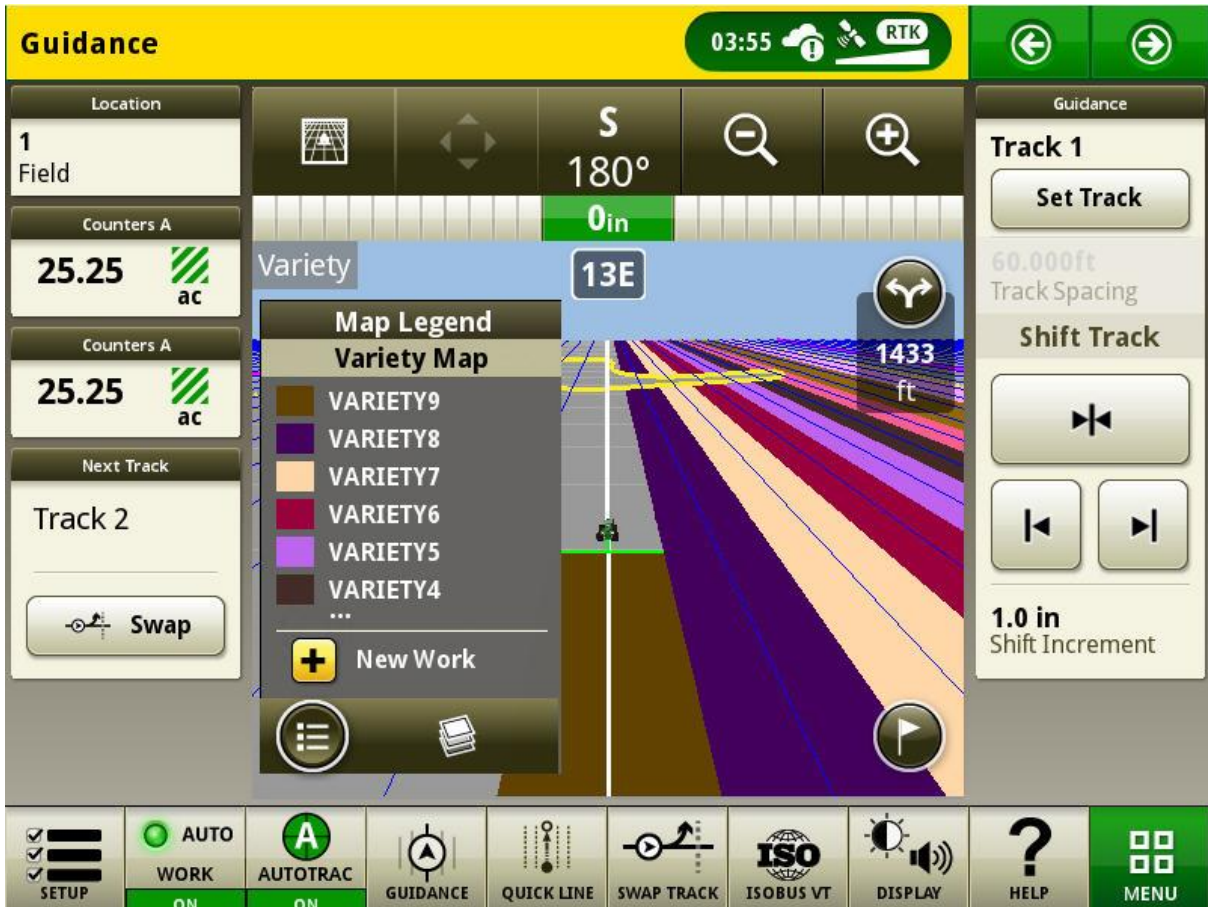 Guidance
03:55
RTK
Location
1
Field
Counters A
25.25
ac
Counters A
25.25
ac
Next Track
Track 2
Swap
S
180°
0in
Variety
13E
1433
ft
Map Legend
Variety Map
VARIETY9
VARIETY8
VARIETY7
VARIETY6
VARIETY5
VARIETY4
...
New Work
Guidance
Track 1
Set Track
60.000ft
Track Spacing
Shift Track
1.0 in
Shift Increment
SETUP
AUTO
WORK
ON
A
AUTOTRAC
ON
GUIDANCE
QUICK LINE
SWAP TRACK
ISO
ISOBUS VT
DISPLAY
?
HELP
MENU